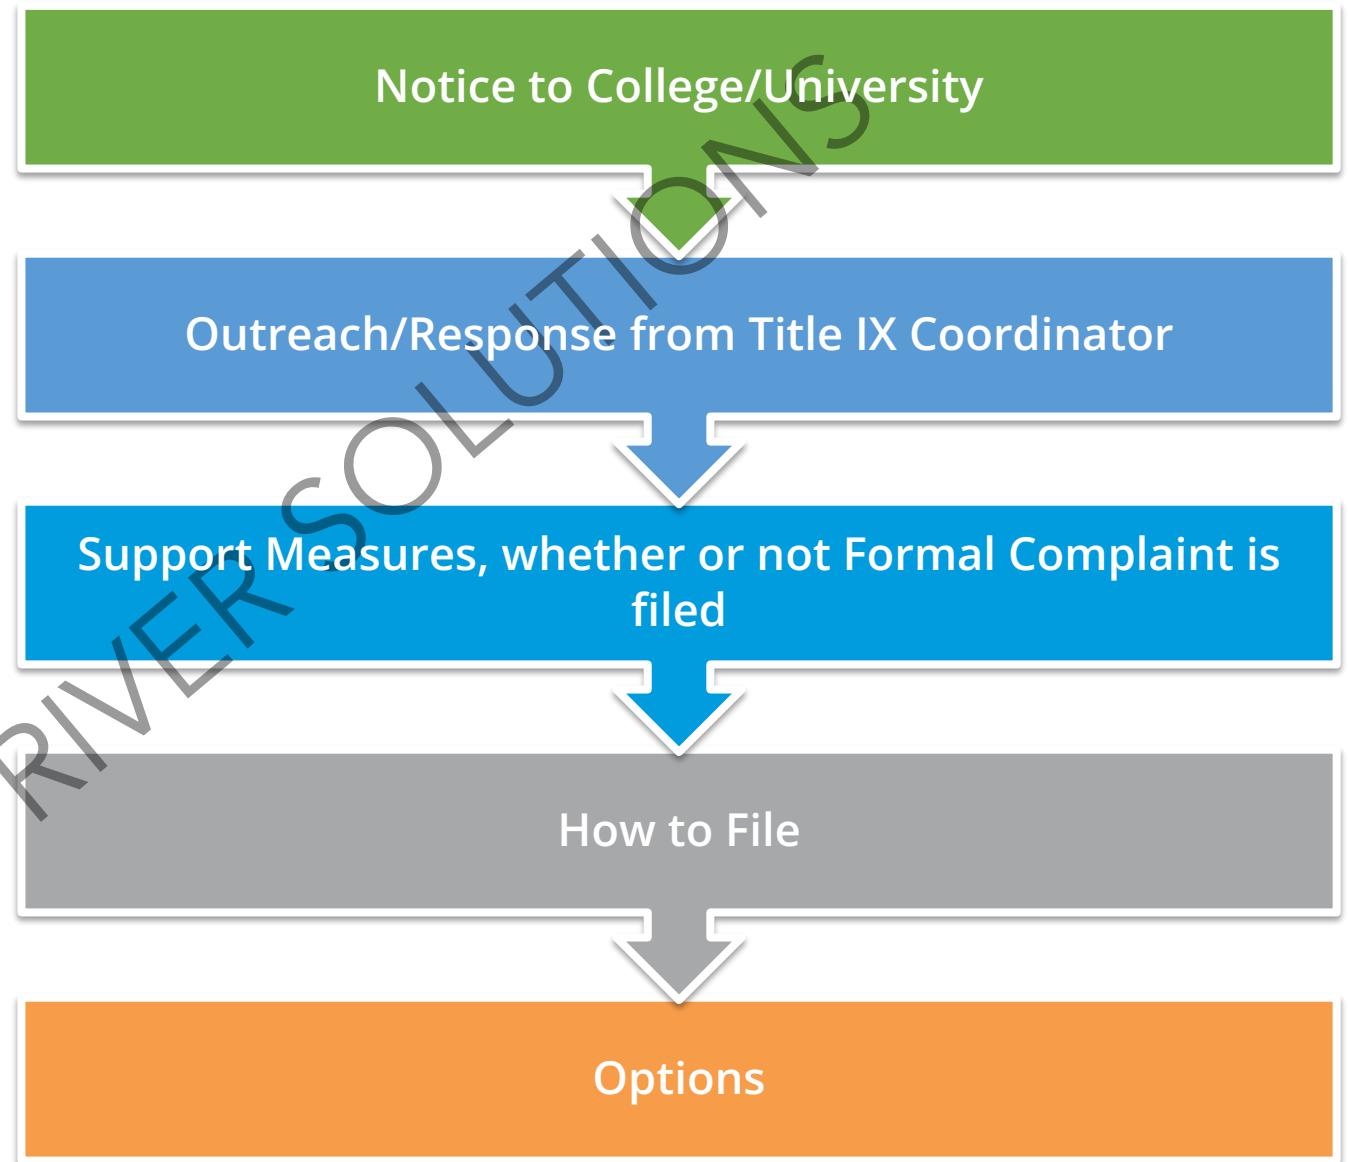 Notice to College/University
Outreach/Response from Title IX Coordinator
Support Measures, whether or not Formal Complaint is
filed
How to File
Options
RIVER SOLUTIONS